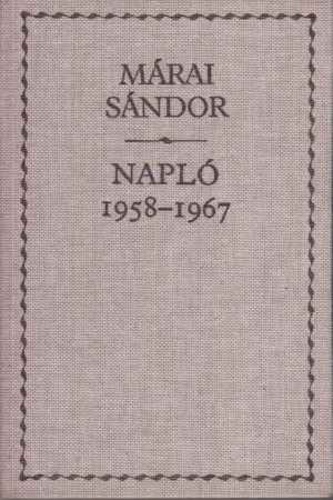 MÁRAI
SÁNDOR
NAPLÓ
1958–1967